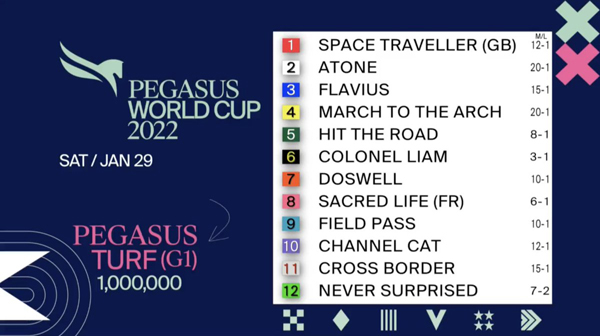 PEGASUS
WORLD CUP
2022
SAT / JAN 29
PEGASUS
TURF (G1)
1,000,000
M/L
1 SPACE TRAVELLER (GB) 12-1
2 ATONE 20-1
3 FLAVIUS 15-1
4 MARCH TO THE ARCH 20-1
5 HIT THE ROAD 8-1
6 COLONEL LIAM 3-1
7 DOSWELL 10-1
8 SACRED LIFE (FR) 6-1
9 FIELD PASS 10-1
10 CHANNEL CAT 12-1
11 CROSS BORDER 15-1
12 NEVER SURPRISED 7-2